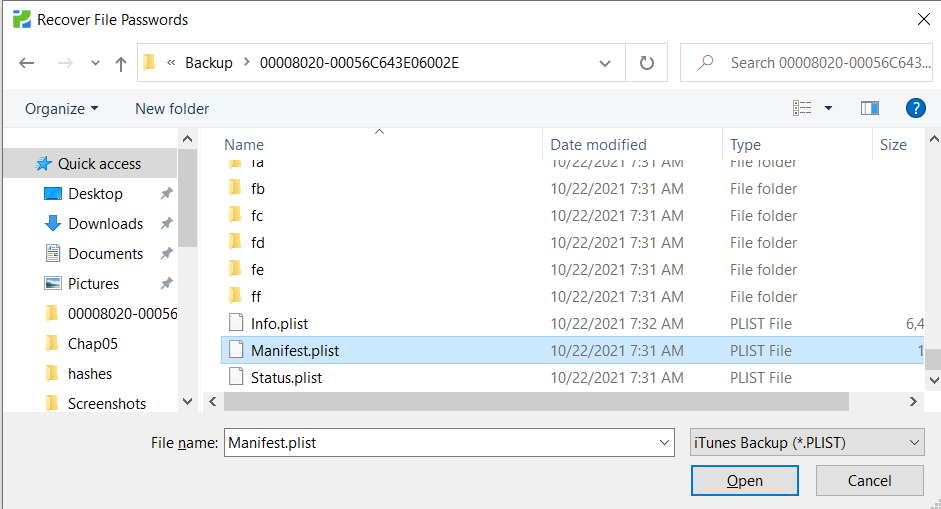 Recover File Passwords
« Backup > 00008020-00056C643E06002E
Search 00008020-00056C643...
Organize
New folder
?
Name Date modified Type Size
Quick access
Desktop
Downloads
Documents
Pictures
00008020-00056
Chap05
hashes
Screenshots
fa 10/22/2021 7:31 AM File folder
fb 10/22/2021 7:31 AM File folder
fc 10/22/2021 7:31 AM File folder
fd 10/22/2021 7:31 AM File folder
fe 10/22/2021 7:31 AM File folder
ff 10/22/2021 7:31 AM File folder
Info.plist 10/22/2021 7:32 AM PLIST File 6,4
Manifest.plist 10/22/2021 7:31 AM PLIST File 1
Status.plist 10/22/2021 7:31 AM PLIST File
File name: Manifest.plist iTunes Backup (*.PLIST)
Open Cancel